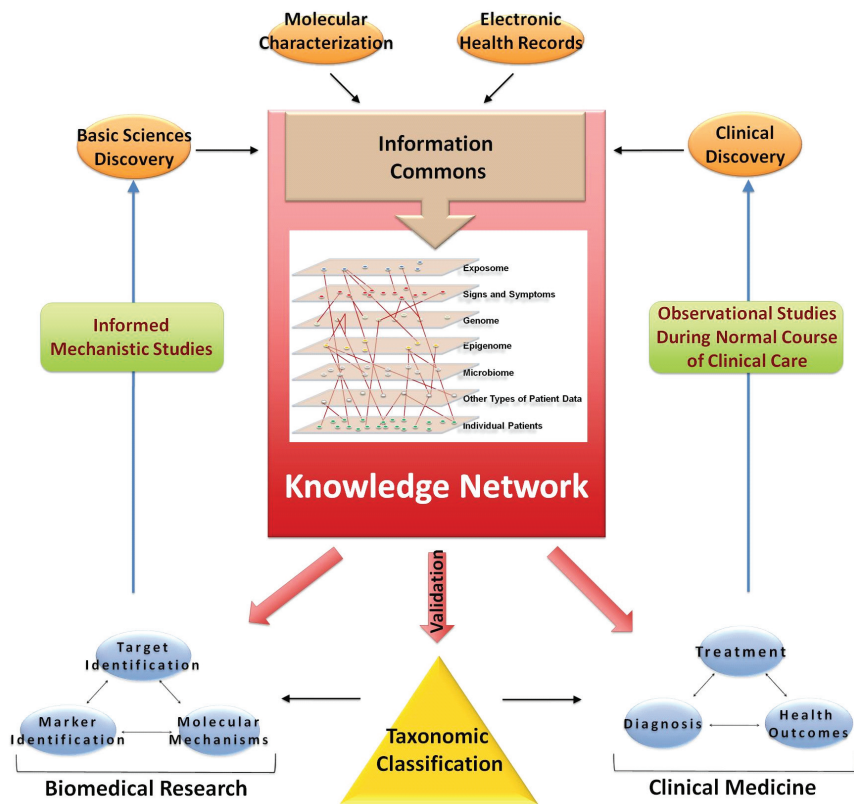 Molecular
Characterization
Electronic
Health Records
Basic Sciences
Discovery
Information
Commons
Clinical
Discovery
Exposome
Signs and Symptoms
Genome
Epigenome
Microbiome
Other Types of Patient Data
Individual Patients
Informed
Mechanistic Studies
Observational Studies
During Normal Course
of Clinical Care
Knowledge Network
Validation
Target
Identification
Marker
Identification
Molecular
Mechanisms
Biomedical Research
Taxonomic
Classification
Treatment
Diagnosis
Health
Outcomes
Clinical Medicine